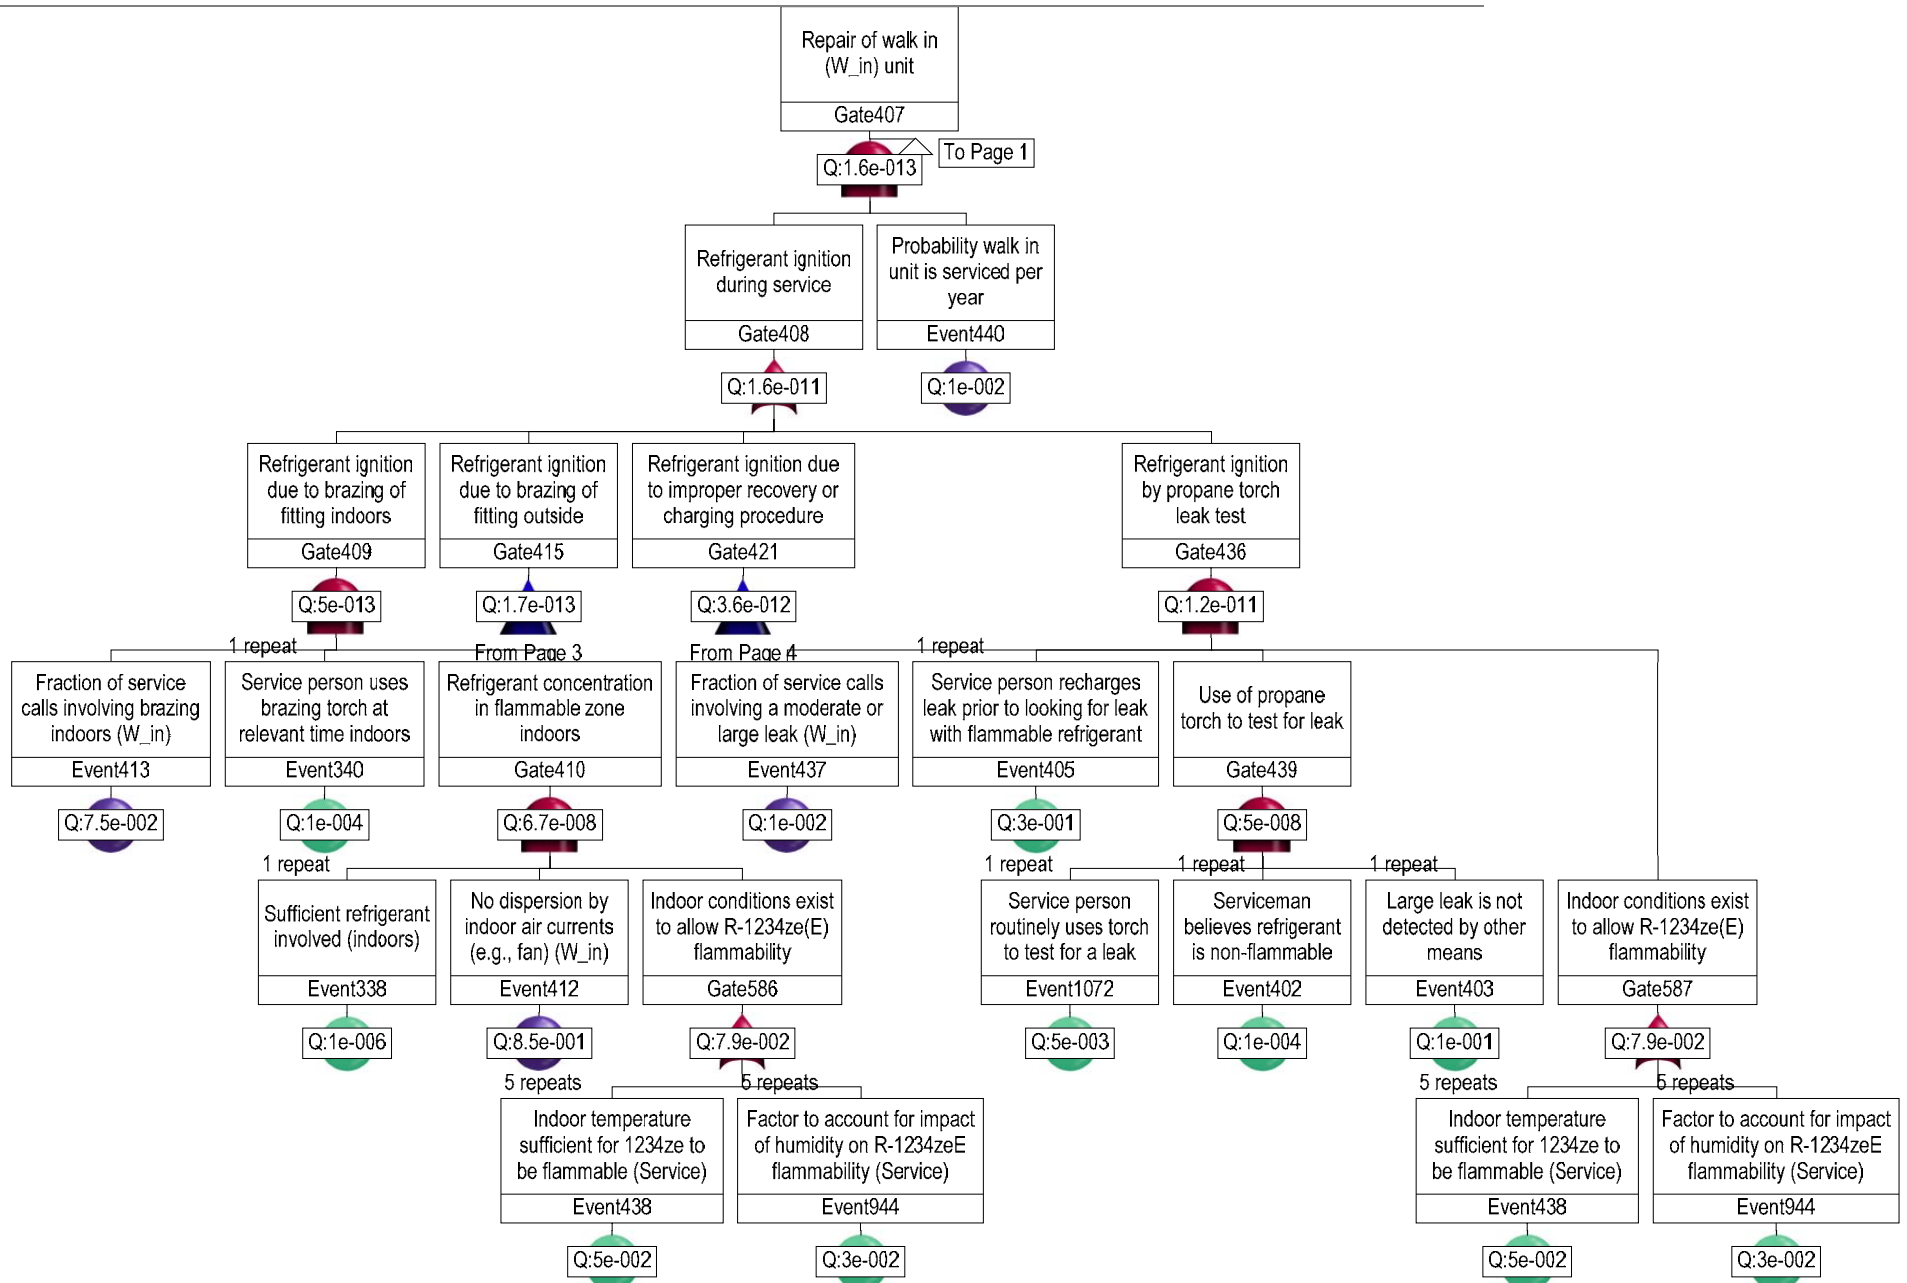 Repair of walk in
(W_in) unit
Gate407
Q:1.6e-013
To Page 1
Refrigerant ignition
during service
Gate408
Q:1.6e-011
Probability walk in
unit is serviced per
year
Event440
Q:1e-002
Refrigerant ignition
due to brazing of
fitting indoors
Gate409
Q:5e-013
Refrigerant ignition
due to brazing of
fitting outside
Gate415
Q:1.7e-013
From Page 3
Refrigerant ignition due
to improper recovery or
charging procedure
Gate421
Q:3.6e-012
From Page 4
Refrigerant ignition
by propane torch
leak test
Gate436
Q:1.2e-011
Fraction of service
calls involving brazing
indoors (W_in)
Event413
Q:7.5e-002
1 repeat
Service person uses
brazing torch at
relevant time indoors
Event340
Q:1e-004
Refrigerant concentration
in flammable zone
indoors
Gate410
Q:6.7e-008
Fraction of service calls
involving a moderate or
large leak (W_in)
Event437
Q:1e-002
1 repeat
Service person recharges
leak prior to looking for leak
with flammable refrigerant
Event405
Q:3e-001
Use of propane
torch to test for leak
Gate439
Q:5e-008
1 repeat
Sufficient refrigerant
involved (indoors)
Event338
Q:1e-006
No dispersion by
indoor air currents
(e.g., fan) (W_in)
Event412
Q:8.5e-001
Indoor conditions exist
to allow R-1234ze(E)
flammability
Gate586
Q:7.9e-002
1 repeat
Service person
routinely uses torch
to test for a leak
Event1072
Q:5e-003
1 repeat
Serviceman
believes refrigerant
is non-flammable
Event402
Q:1e-004
1 repeat
Large leak is not
detected by other
means
Event403
Q:1e-001
Indoor conditions exist
to allow R-1234ze(E)
flammability
Gate587
Q:7.9e-002
5 repeats
Indoor temperature
sufficient for 1234ze to
be flammable (Service)
Event438
Q:5e-002
5 repeats
Factor to account for impact
of humidity on R-1234zeE
flammability (Service)
Event944
Q:3e-002
5 repeats
Indoor temperature
sufficient for 1234ze to
be flammable (Service)
Event438
Q:5e-002
5 repeats
Factor to account for impact
of humidity on R-1234zeE
flammability (Service)
Event944
Q:3e-002